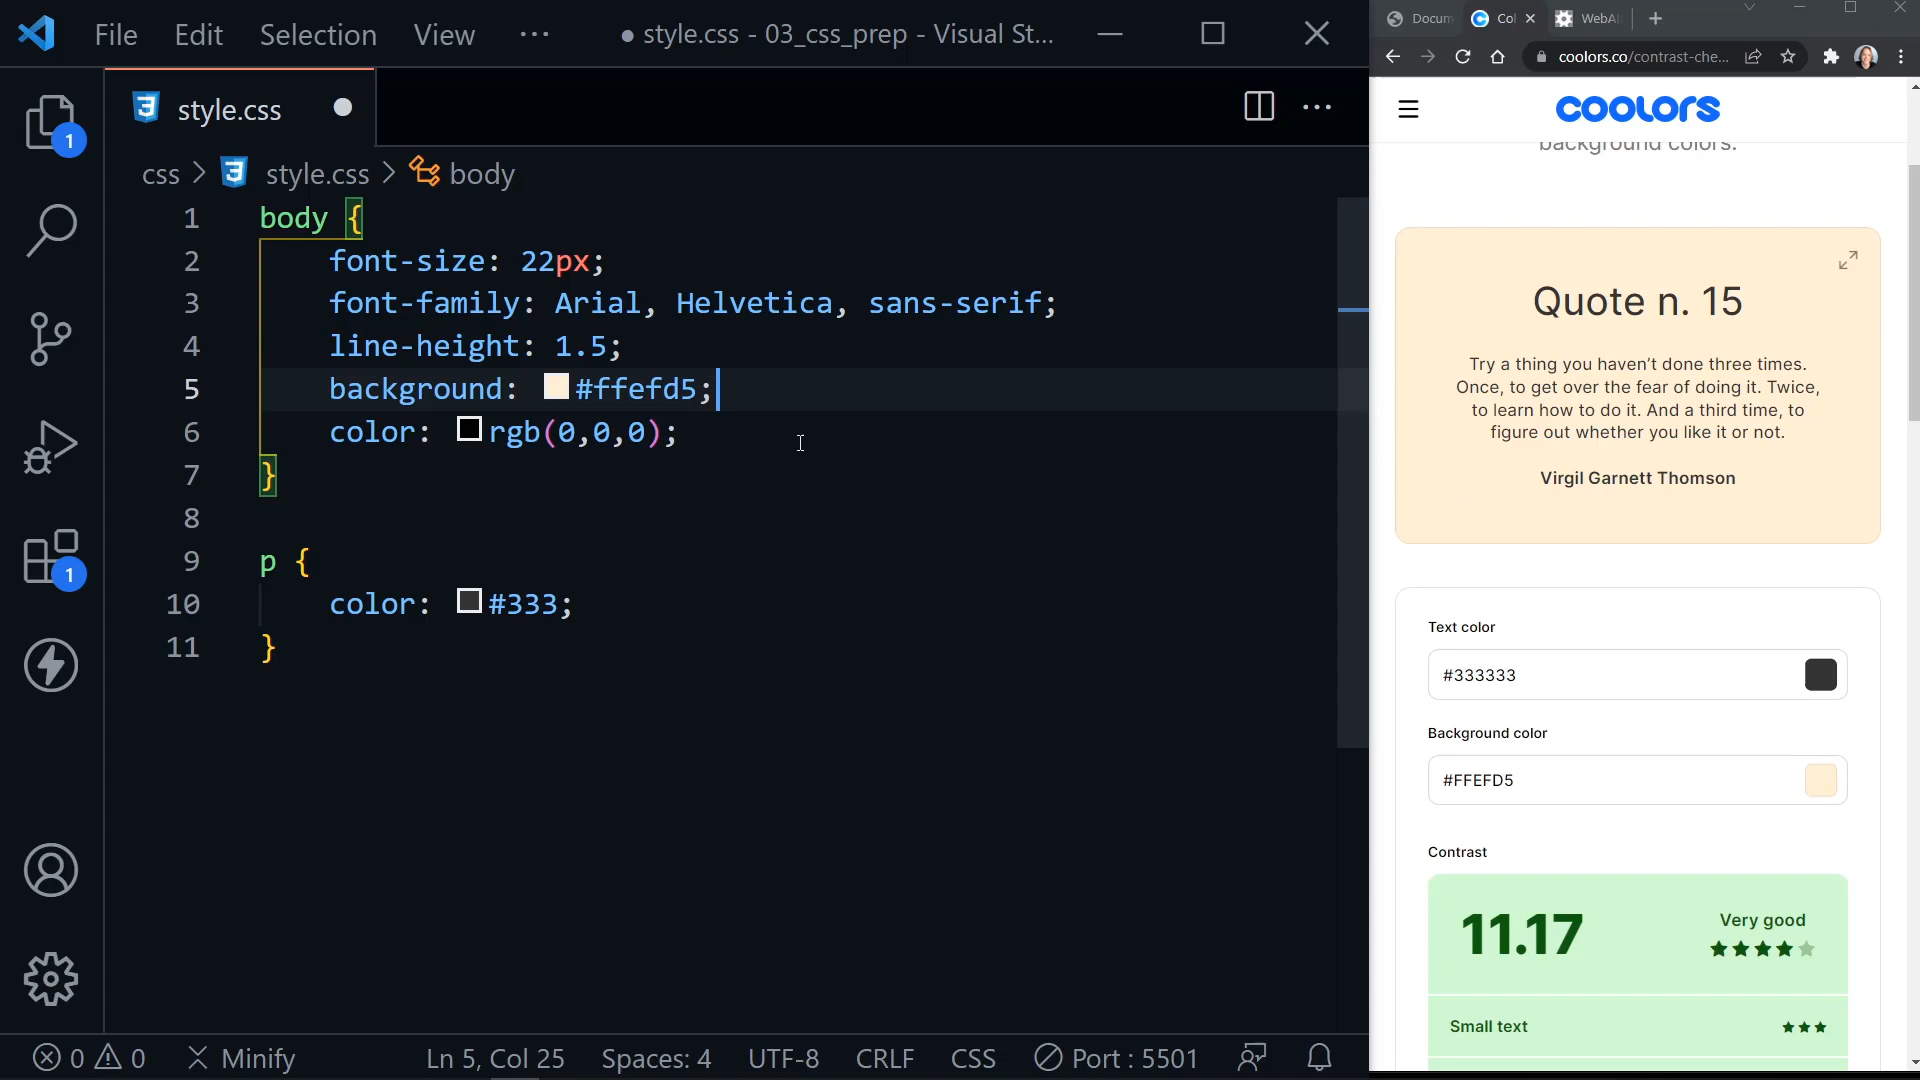 File Edit Selection View ··· ● style.css - 03_css_prep - Visual St...
style.css
css > style.css > body
1 body {
2 font-size: 22px;
3 font-family: Arial, Helvetica, sans-serif;
4 line-height: 1.5;
5 background: #ffefd5;
6 color: rgb(0,0,0);
7 }
8
9 p {
10 color: #333;
11 }
1
1
0 0 Minify Ln 5, Col 25 Spaces: 4 UTF-8 CRLF CSS Port : 5501
Docum Col WebAI
coolors.co/contrast-che...
coolors
background colors.
Quote n. 15
Try a thing you haven’t done three times.
Once, to get over the fear of doing it. Twice,
to learn how to do it. And a third time, to
figure out whether you like it or not.
Virgil Garnett Thomson
Text color
#333333
Background color
#FFEFD5
Contrast
11.17
Very good
★★★★★
Small text ★★★